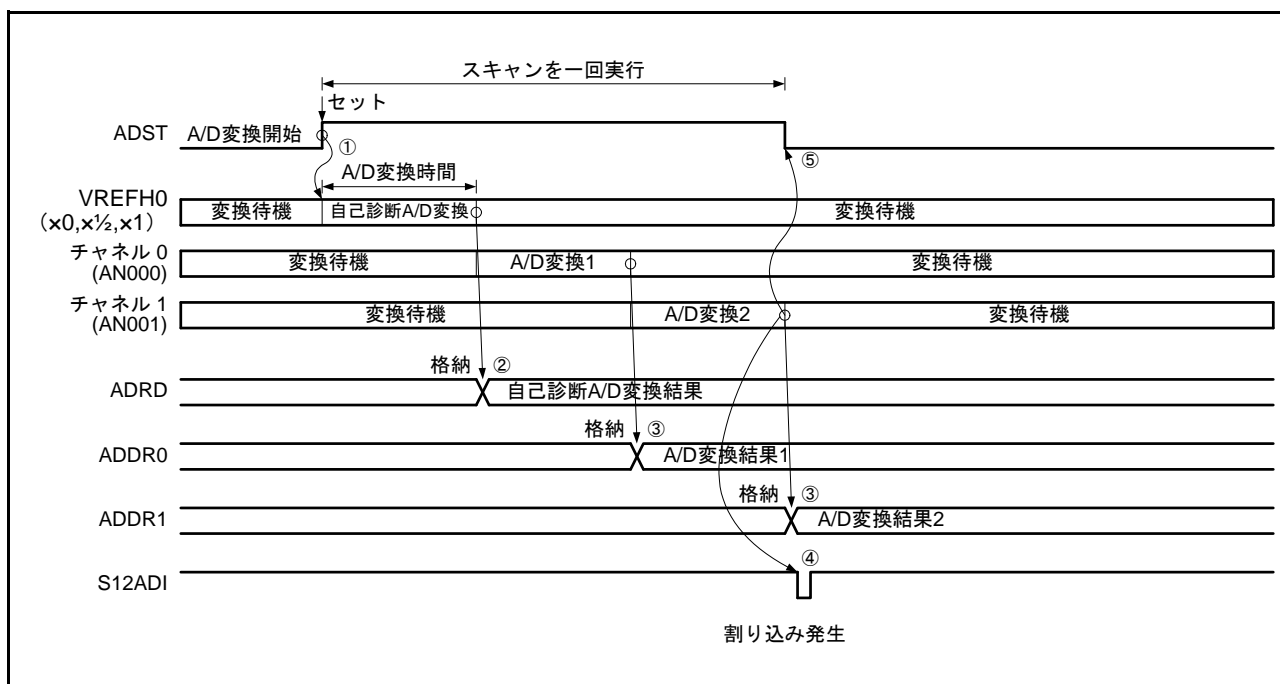 スキャンを一回実行
セット
ADST
A/D変換開始
①
⑤
A/D変換時間
VREFH0
(×0,×½,×1)
変換待機
自己診断A/D変換
変換待機
チャネル 0
(AN000)
変換待機
A/D変換1
変換待機
チャネル 1
(AN001)
変換待機
A/D変換2
変換待機
格納 ②
ADRD
自己診断A/D変換結果
格納 ③
ADDR0
A/D変換結果1
格納 ③
ADDR1
A/D変換結果2
④
S12ADI
割り込み発生